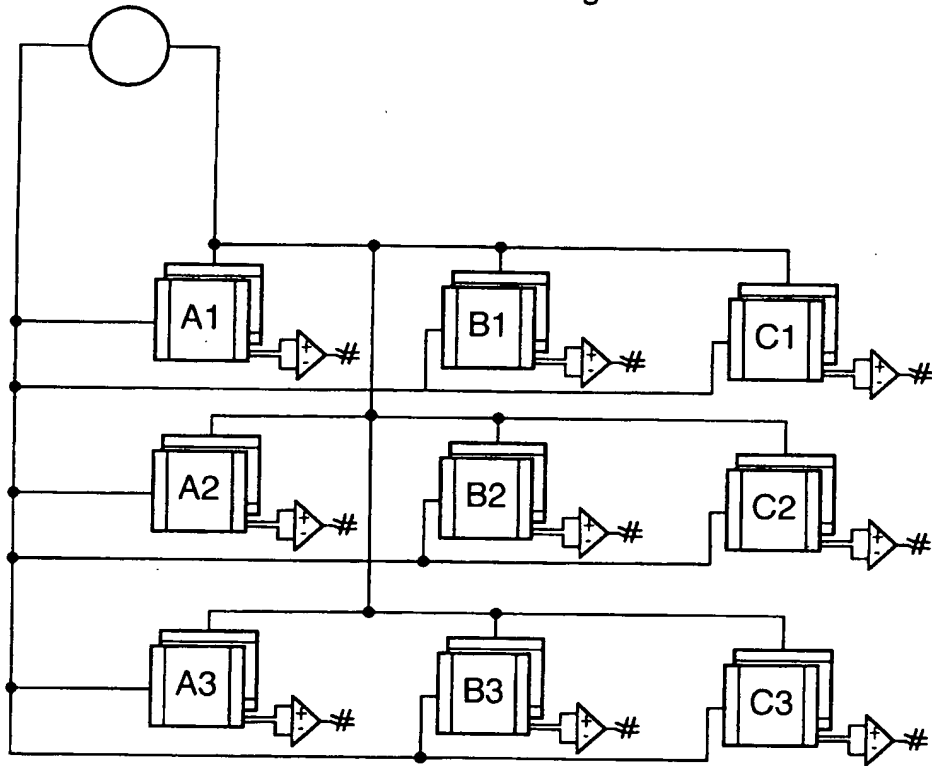 g
A1 B1 C1
+ + +
- - -
# # #
A2 B2 C2
+ + +
- - -
# # #
A3 B3 C3
+ + +
- - -
# # #